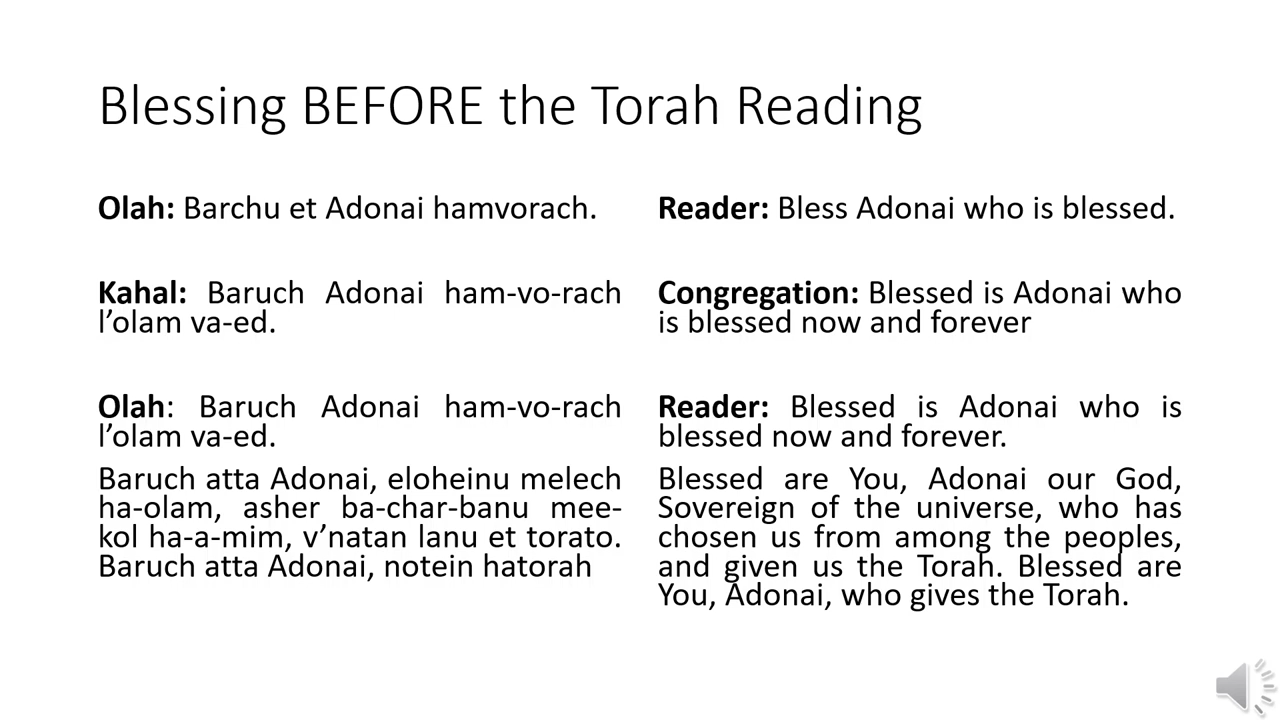 Blessing BEFORE the Torah Reading
Olah: Barchu et Adonai hamvorach.
Kahal: Baruch Adonai ham-vo-rach
l’olam va-ed.
Olah: Baruch Adonai ham-vo-rach
l’olam va-ed.
Baruch atta Adonai, eloheinu melech
ha-olam, asher ba-char-banu mee-
kol ha-a-mim, v’natan lanu et torato.
Baruch atta Adonai, notein hatorah
Reader: Bless Adonai who is blessed.
Congregation: Blessed is Adonai who
is blessed now and forever
Reader: Blessed is Adonai who is
blessed now and forever.
Blessed are You, Adonai our God,
Sovereign of the universe, who has
chosen us from among the peoples,
and given us the Torah. Blessed are
You, Adonai, who gives the Torah.